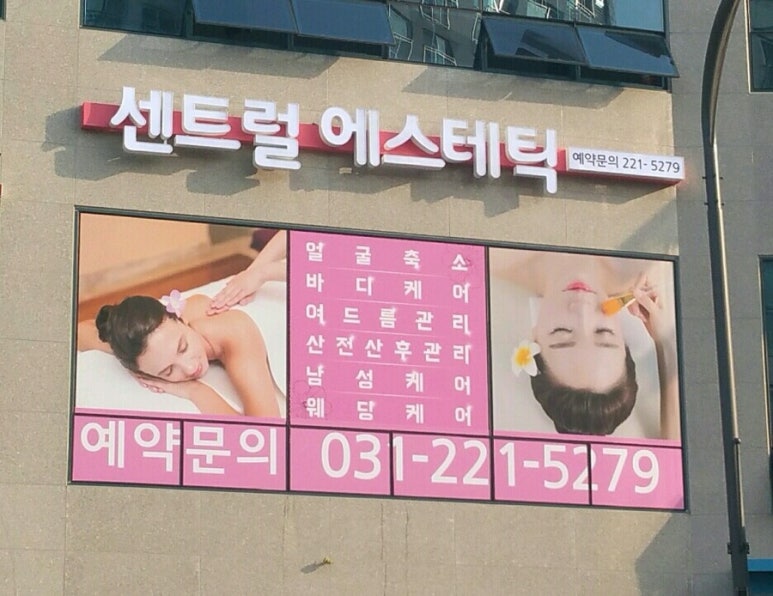 센트럴 에스테틱
예약문의 221-5279
얼굴축소
바디케어
여드름관리
산전산후관리
남성케어
웨딩케어
예약문의 031-221-5279